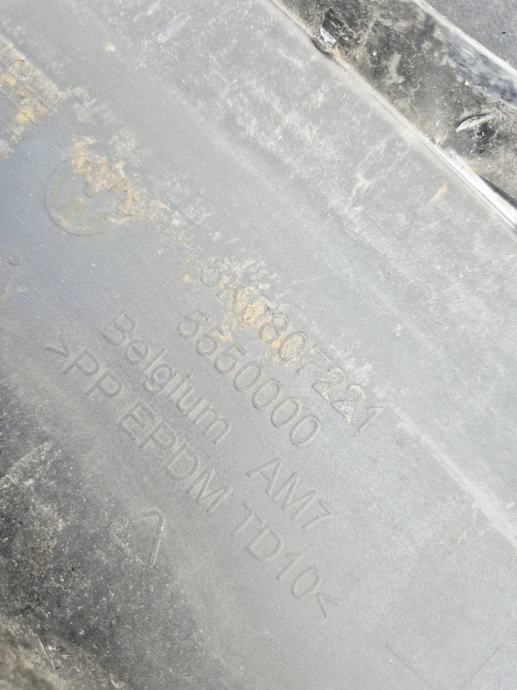 807221
5550000
Belgium AM7
>PP EPDM TD10<